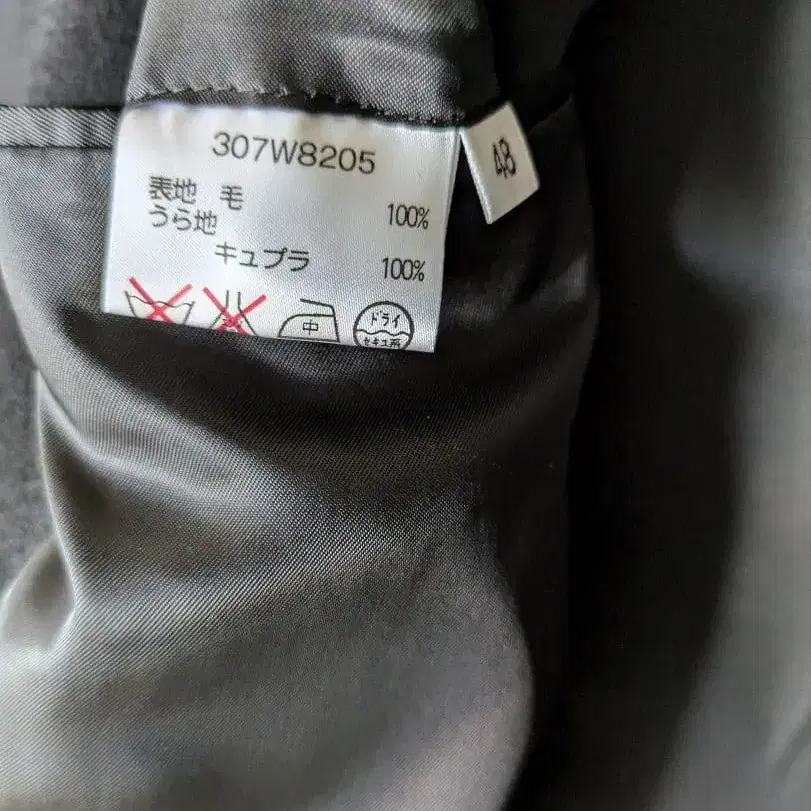 307W8205
48
表地 毛 100%
うら地
キュプラ 100%
中
ドライ
セキユ系